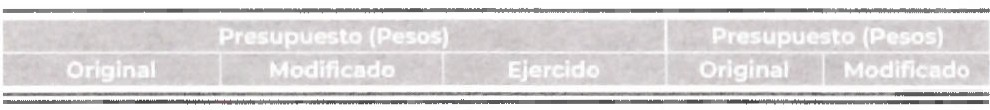 Presupuesto (Pesos) Presupuesto (Pesos)
Original Modificado Ejercido Original Modificado